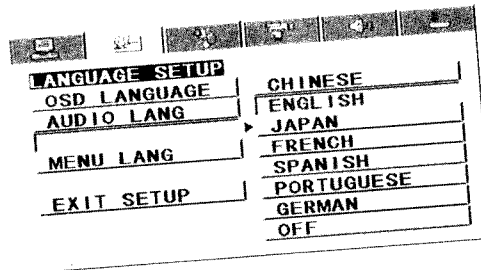 LANGUAGE SETUP
OSD LANGUAGE
AUDIO LANG
MENU LANG
EXIT SETUP
CHINESE
ENGLISH
JAPAN
FRENCH
SPANISH
PORTUGUESE
GERMAN
OFF